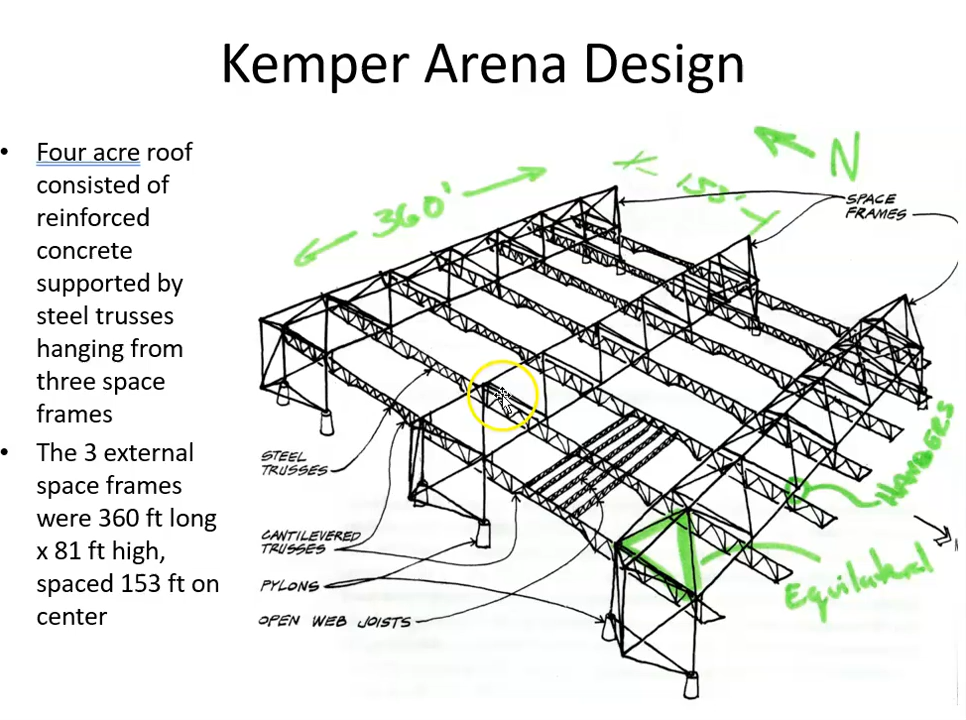 Kemper Arena Design
• Four acre roof
consisted of
reinforced
concrete
supported by
steel trusses
hanging from
three space
frames
• The 3 external
space frames
were 360 ft long
x 81 ft high,
spaced 153 ft on
center
N
360'
153'
SPACE
FRAMES
STEEL
TRUSSES
HANGERS
CANTILEVERED
TRUSSES
Equilateral
PYLONS
OPEN WEB JOISTS